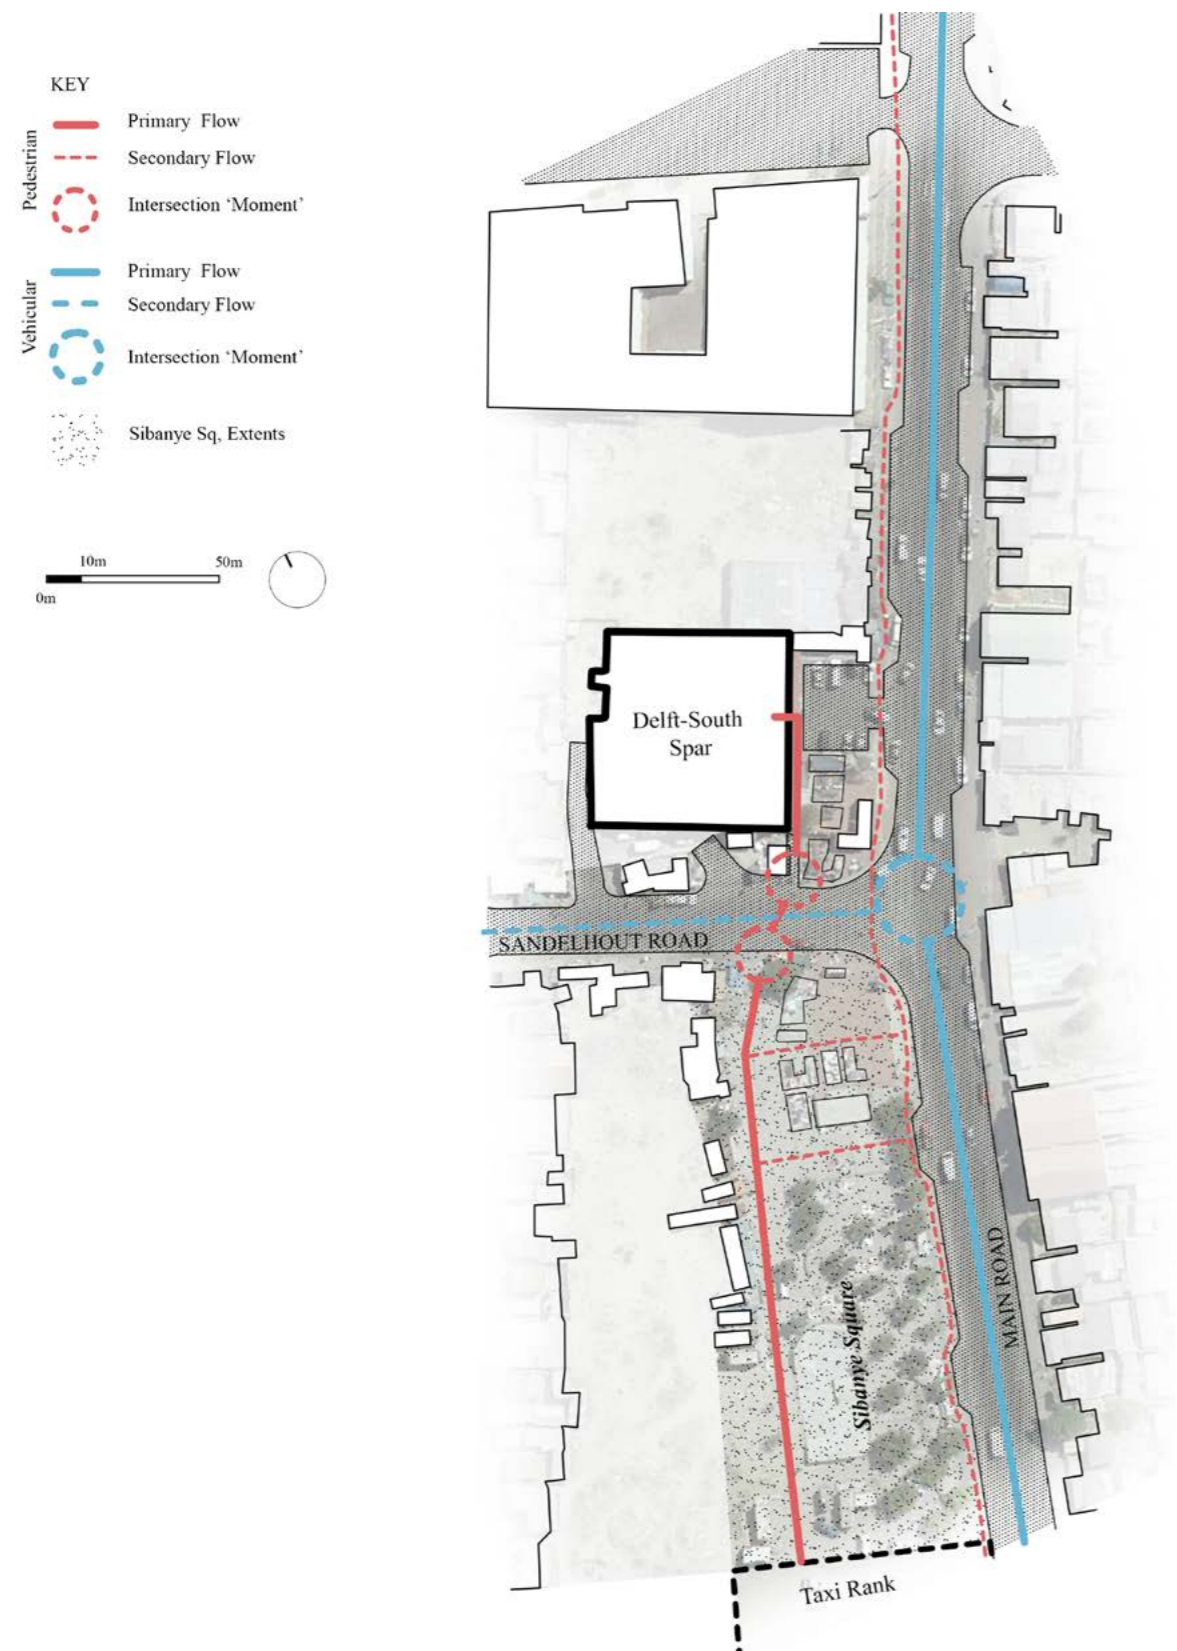 KEY
Pedestrian
Primary Flow
Secondary Flow
Intersection ‘Moment’
Vehicular
Primary Flow
Secondary Flow
Intersection ‘Moment’
Sibanye Sq, Extents
10m
50m
0m
Delft-South
Spar
SANDELHOUT ROAD
MAIN ROAD
Sibanye Square
Taxi Rank